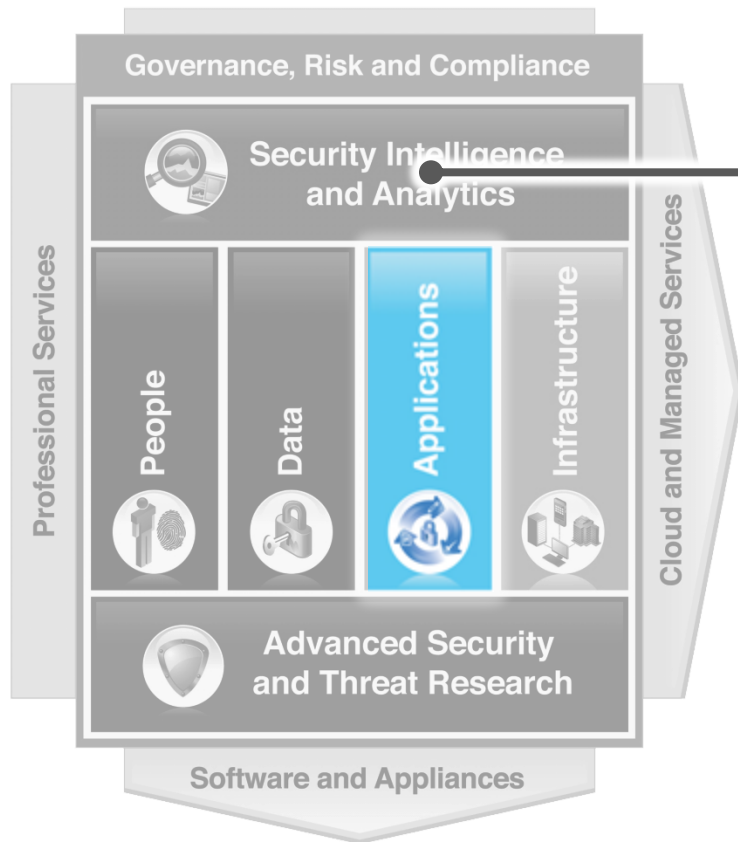 Governance, Risk and Compliance
Security Intelligence
and Analytics
Professional Services
People
Data
Applications
Infrastructure
Cloud and Managed Services
Advanced Security
and Threat Research
Software and Appliances